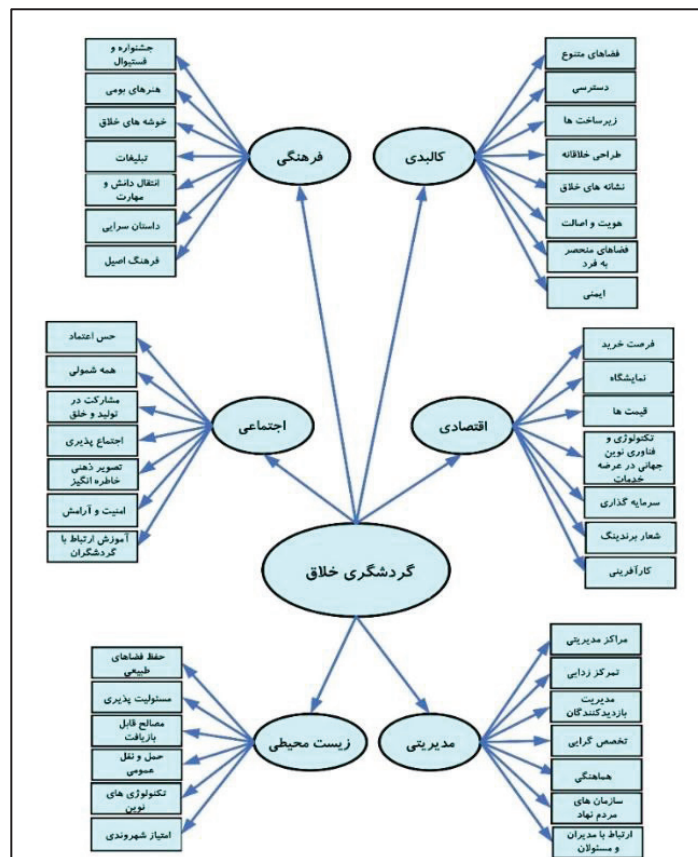 فضاهای متنوع
دسترسی
زیرساخت ها
طراحی خلاقانه
نشانه های خلاق
هویت و اصالت
فضاهای منحصر
به فرد
ایمنی
کالبدی
جشنواره و
فستیوال
هنرهای بومی
خوشه های خلاق
تبلیغات
انتقال دانش و
مهارت
داستان سرایی
فرهنگ اصیل
فرهنگی
فرصت خرید
نمایشگاه
قیمت ها
تکنولوژی و
فناوری نوین
جهانی در عرضه
خدمات
سرمایه گذاری
شعار برندینگ
کارآفرینی
اقتصادی
حس اعتماد
همه شمولی
مشارکت در
تولید و خلق
اجتماع پذیری
تصویر ذهنی
خاطره انگیز
امنیت و آرامش
آموزش ارتباط با
گردشگران
اجتماعی
گردشگری خلاق
مراکز مدیریتی
تمرکز زدایی
مدیریت
بازدیدکنندگان
تخصص گرایی
هماهنگی
سازمان های
مردم نهاد
ارتباط با مدیران
و مسئولان
مدیریتی
حفظ فضاهای
طبیعی
مسئولیت پذیری
مصالح قابل
بازیافت
حمل و نقل
عمومی
تکنولوژی های
نوین
امتیاز شهروندی
زیست محیطی